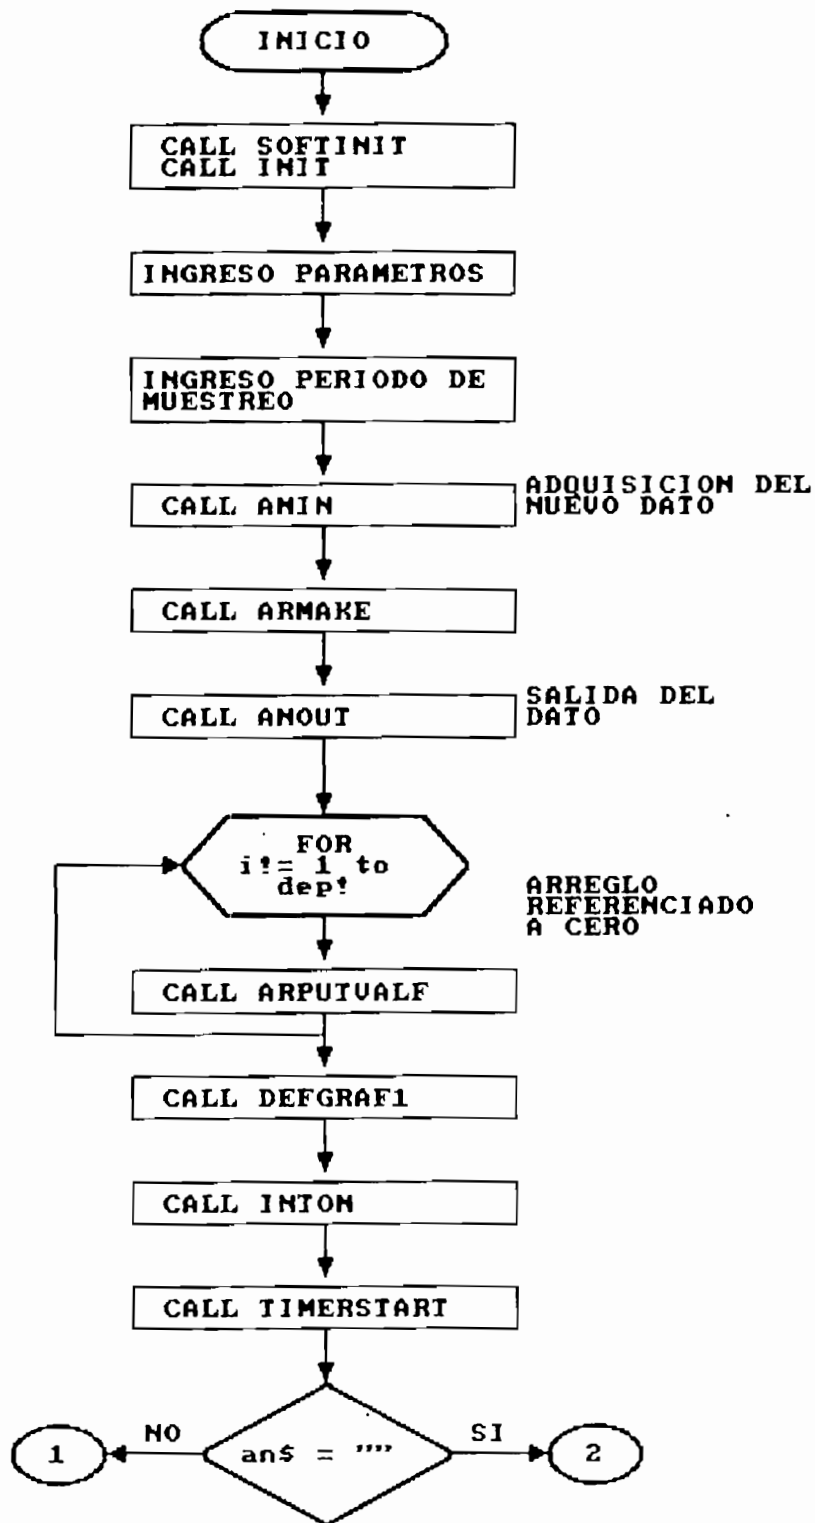 INICIO
CALL SOFTINIT
CALL INIT
INGRESO PARAMETROS
INGRESO PERIODO DE
MUESTREO
CALL ANIN
ADQUISICION DEL
NUEVO DATO
CALL ARMAKE
CALL ANOUT
SALIDA DEL
DATO
FOR
i!= 1 to
dep!
ARREGLO
REFERENCIADO
A CERO
CALL ARPUTVALF
CALL DEFGRAF1
CALL INTON
CALL TIMERSTART
NO
an$ = ""
SI
1
2